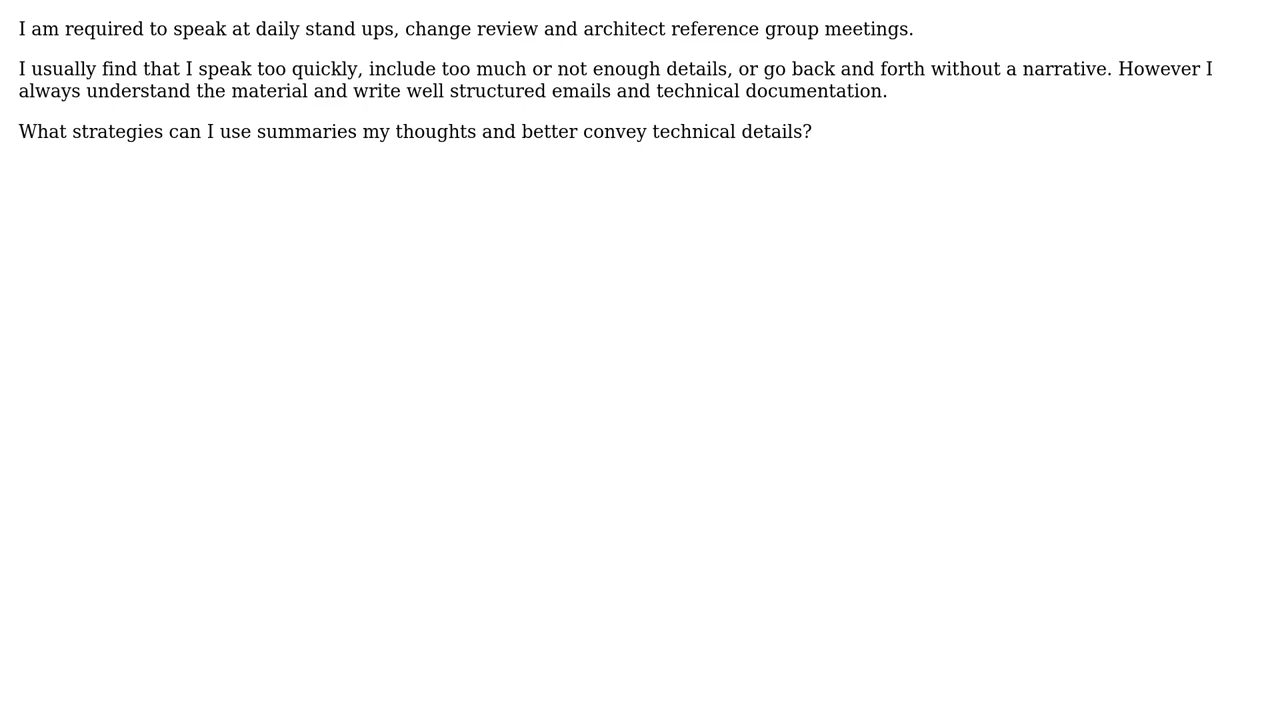 I am required to speak at daily stand ups, change review and architect reference group meetings.
I usually find that I speak too quickly, include too much or not enough details, or go back and forth without a narrative. However I
always understand the material and write well structured emails and technical documentation.
What strategies can I use summaries my thoughts and better convey technical details?